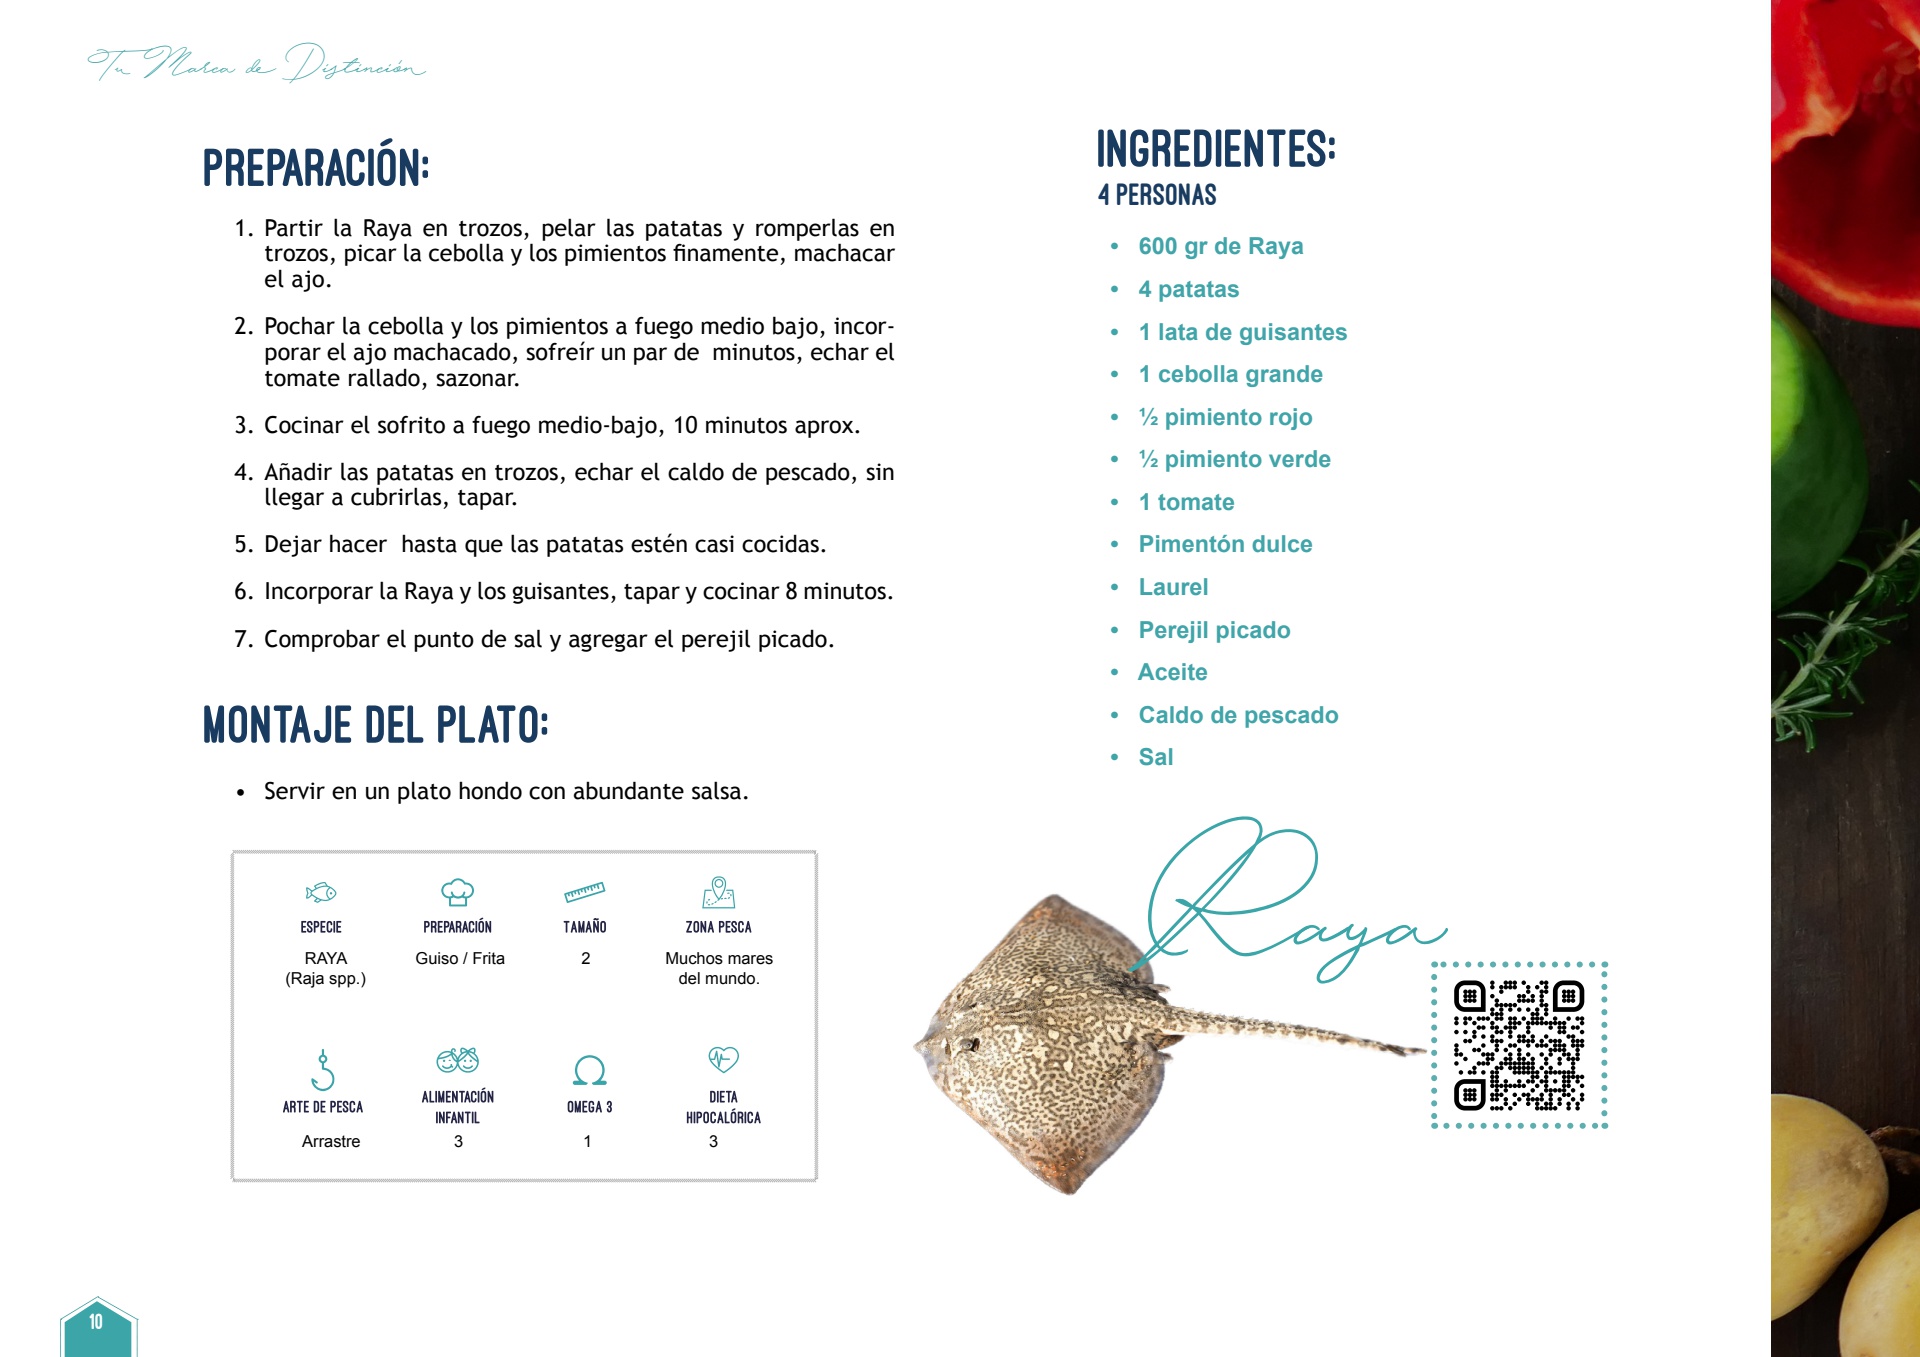 Tu Marca de Distinción
PREPARACIÓN:
1. Partir la Raya en trozos, pelar las patatas y romperlas en
trozos, picar la cebolla y los pimientos finamente, machacar
el ajo.
2. Pochar la cebolla y los pimientos a fuego medio bajo, incor-
porar el ajo machacado, sofreír un par de  minutos, echar el
tomate rallado, sazonar.
3. Cocinar el sofrito a fuego medio-bajo, 10 minutos aprox.
4. Añadir las patatas en trozos, echar el caldo de pescado, sin
llegar a cubrirlas, tapar.
5. Dejar hacer  hasta que las patatas estén casi cocidas.
6. Incorporar la Raya y los guisantes, tapar y cocinar 8 minutos.
7. Comprobar el punto de sal y agregar el perejil picado.
MONTAJE DEL PLATO:
• Servir en un plato hondo con abundante salsa.
ESPECIE PREPARACIÓN TAMAÑO ZONA PESCA
RAYA Guiso / Frita 2 Muchos mares
(Raja spp.) del mundo.
ARTE DE PESCA ALIMENTACIÓN INFANTIL OMEGA 3 DIETA HIPOCALÓRICA
Arrastre 3 1 3
INGREDIENTES:
4 PERSONAS
• 600 gr de Raya
• 4 patatas
• 1 lata de guisantes
• 1 cebolla grande
• ½ pimiento rojo
• ½ pimiento verde
• 1 tomate
• Pimentón dulce
• Laurel
• Perejil picado
• Aceite
• Caldo de pescado
• Sal
Raya
10